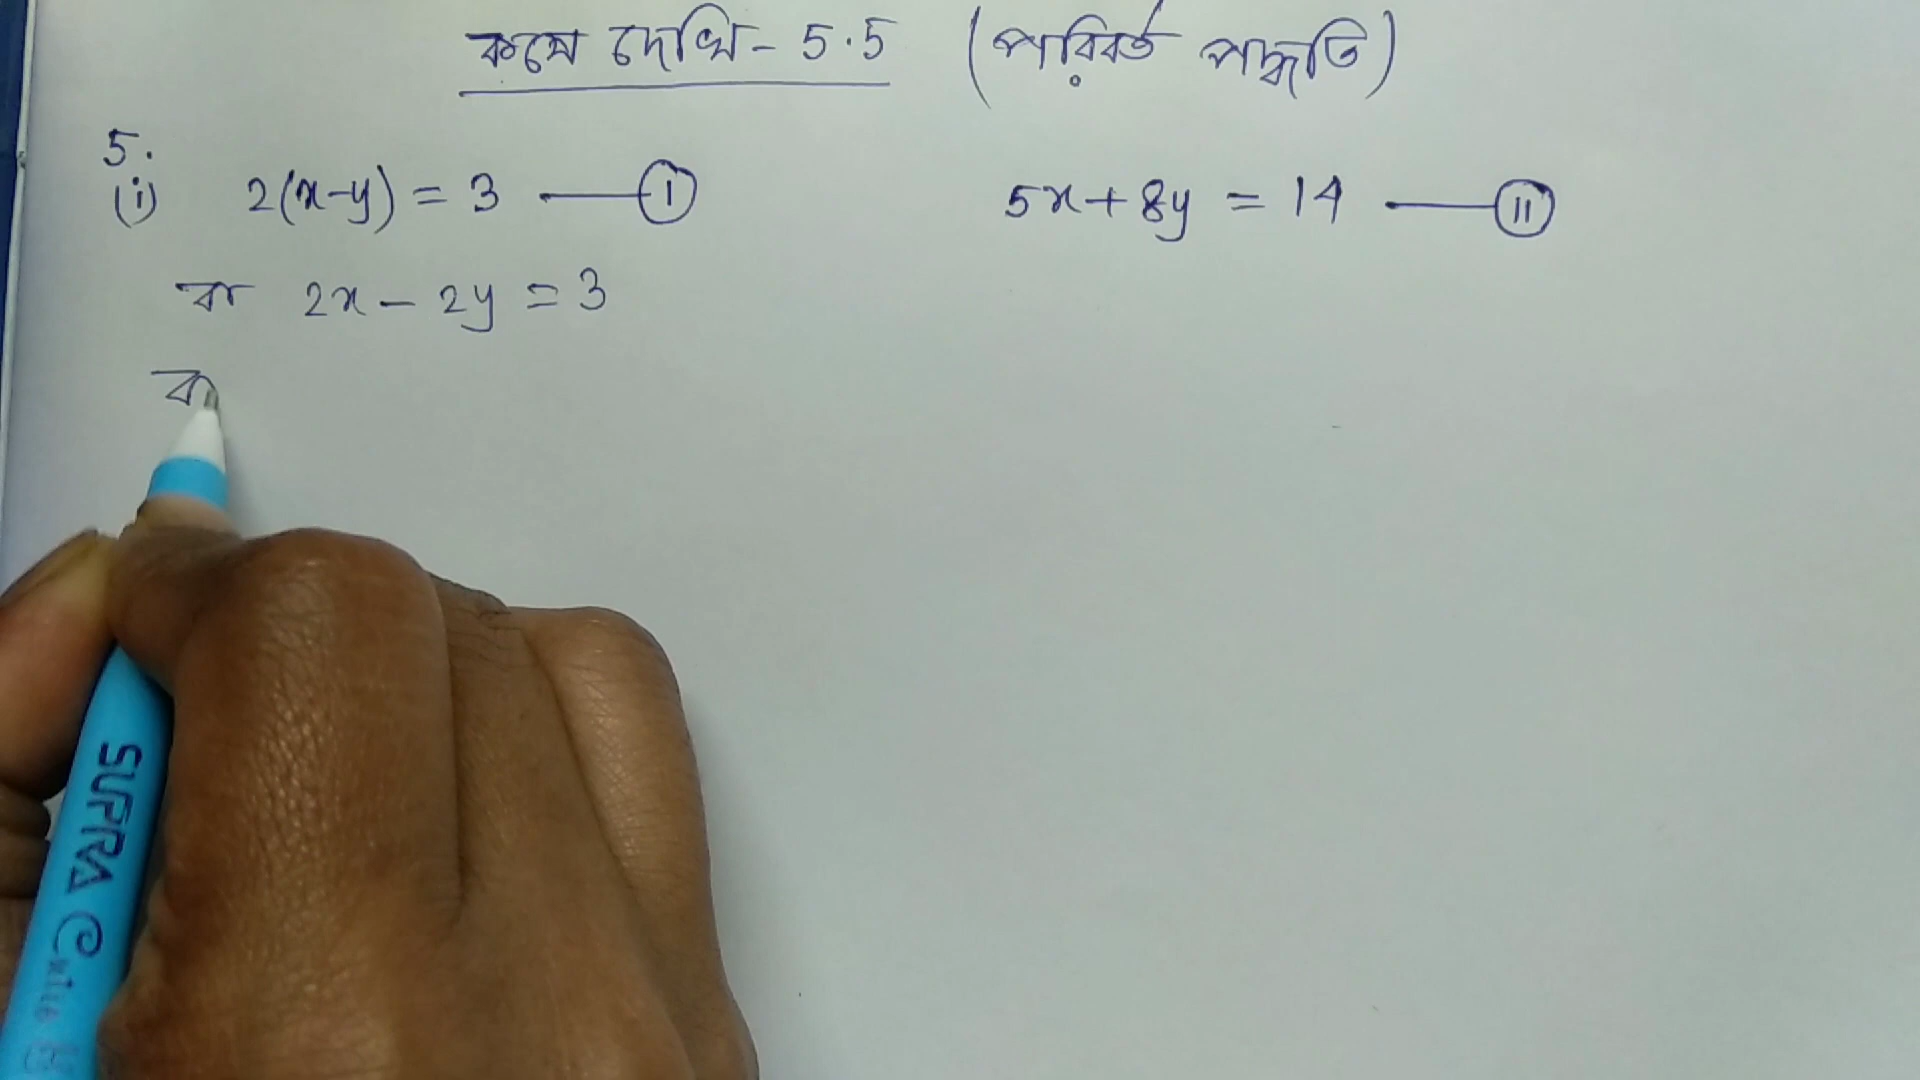 কষে দেখি - 5.5 (পরিবর্ত পদ্ধতি)
5.
(i) 2(x-y) = 3 —— (I) 5x+8y = 14 —— (II)
বা 2x - 2y = 3
বা
SUPRA